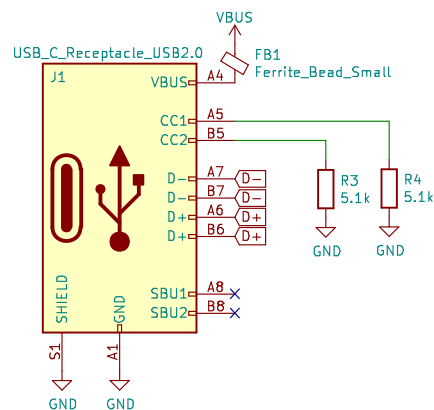 VBUS
USB_C_Receptacle_USB2.0
FB1
Ferrite_Bead_Small
J1
VBUS
A4
CC1
A5
CC2
B5
D-
A7
D-
D-
B7
D-
D+
A6
D+
D+
B6
D+
R3
5.1k
R4
5.1k
GND
GND
SBU1
A8
SBU2
B8
SHIELD
GND
S1
A1
GND
GND